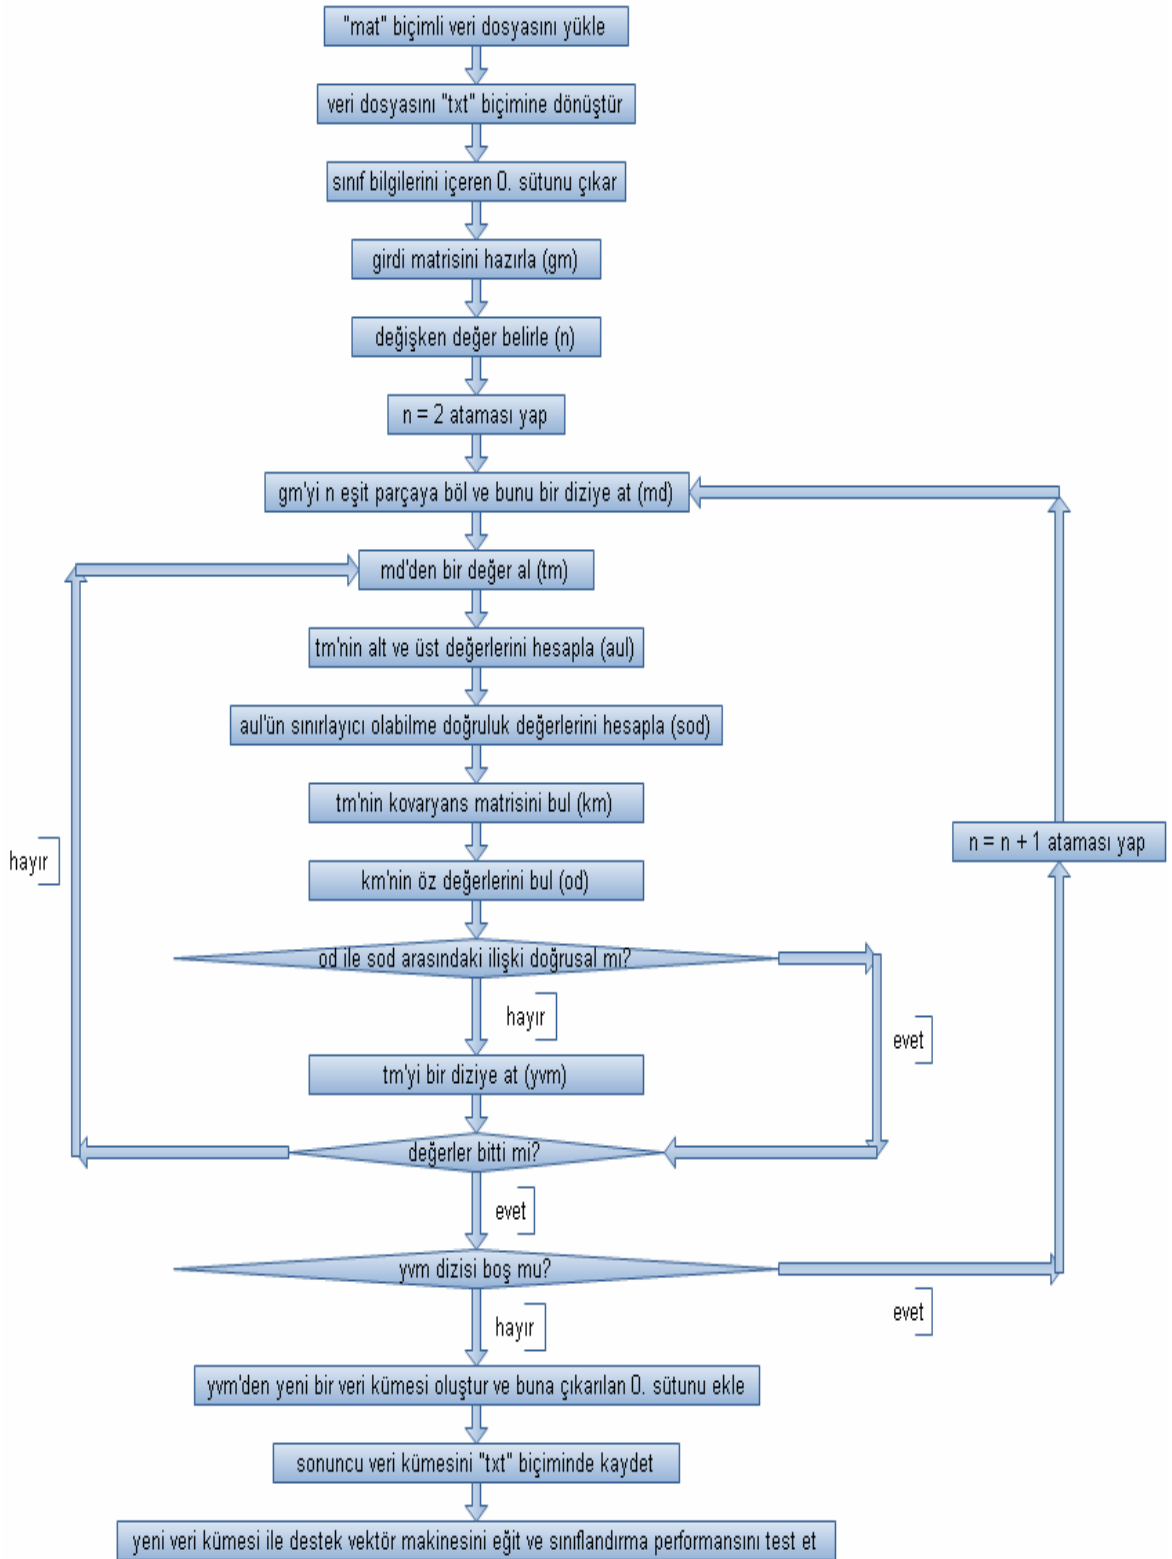 "mat" biçimli veri dosyasını yükle
veri dosyasını "txt" biçimine dönüştür
sınıf bilgilerini içeren 0. sütunu çıkar
girdi matrisini hazırla (gm)
değişken değer belirle (n)
n = 2 ataması yap
gm'yi n eşit parçaya böl ve bunu bir diziye at (md)
md'den bir değer al (tm)
tm'nin alt ve üst değerlerini hesapla (aul)
aul'ün sınırlayıcı olabilme doğruluk değerlerini hesapla (sod)
tm'nin kovaryans matrisini bul (km)
n = n + 1 ataması yap
hayır
km'nin öz değerlerini bul (od)
od ile sod arasındaki ilişki doğrusal mı?
hayır
evet
tm'yi bir diziye at (yvm)
değerler bitti mi?
evet
yvm dizisi boş mu?
evet
hayır
yvm'den yeni bir veri kümesi oluştur ve buna çıkarılan 0. sütunu ekle
sonuncu veri kümesini "txt" biçiminde kaydet
yeni veri kümesi ile destek vektör makinesini eğit ve sınıflandırma performansını test et